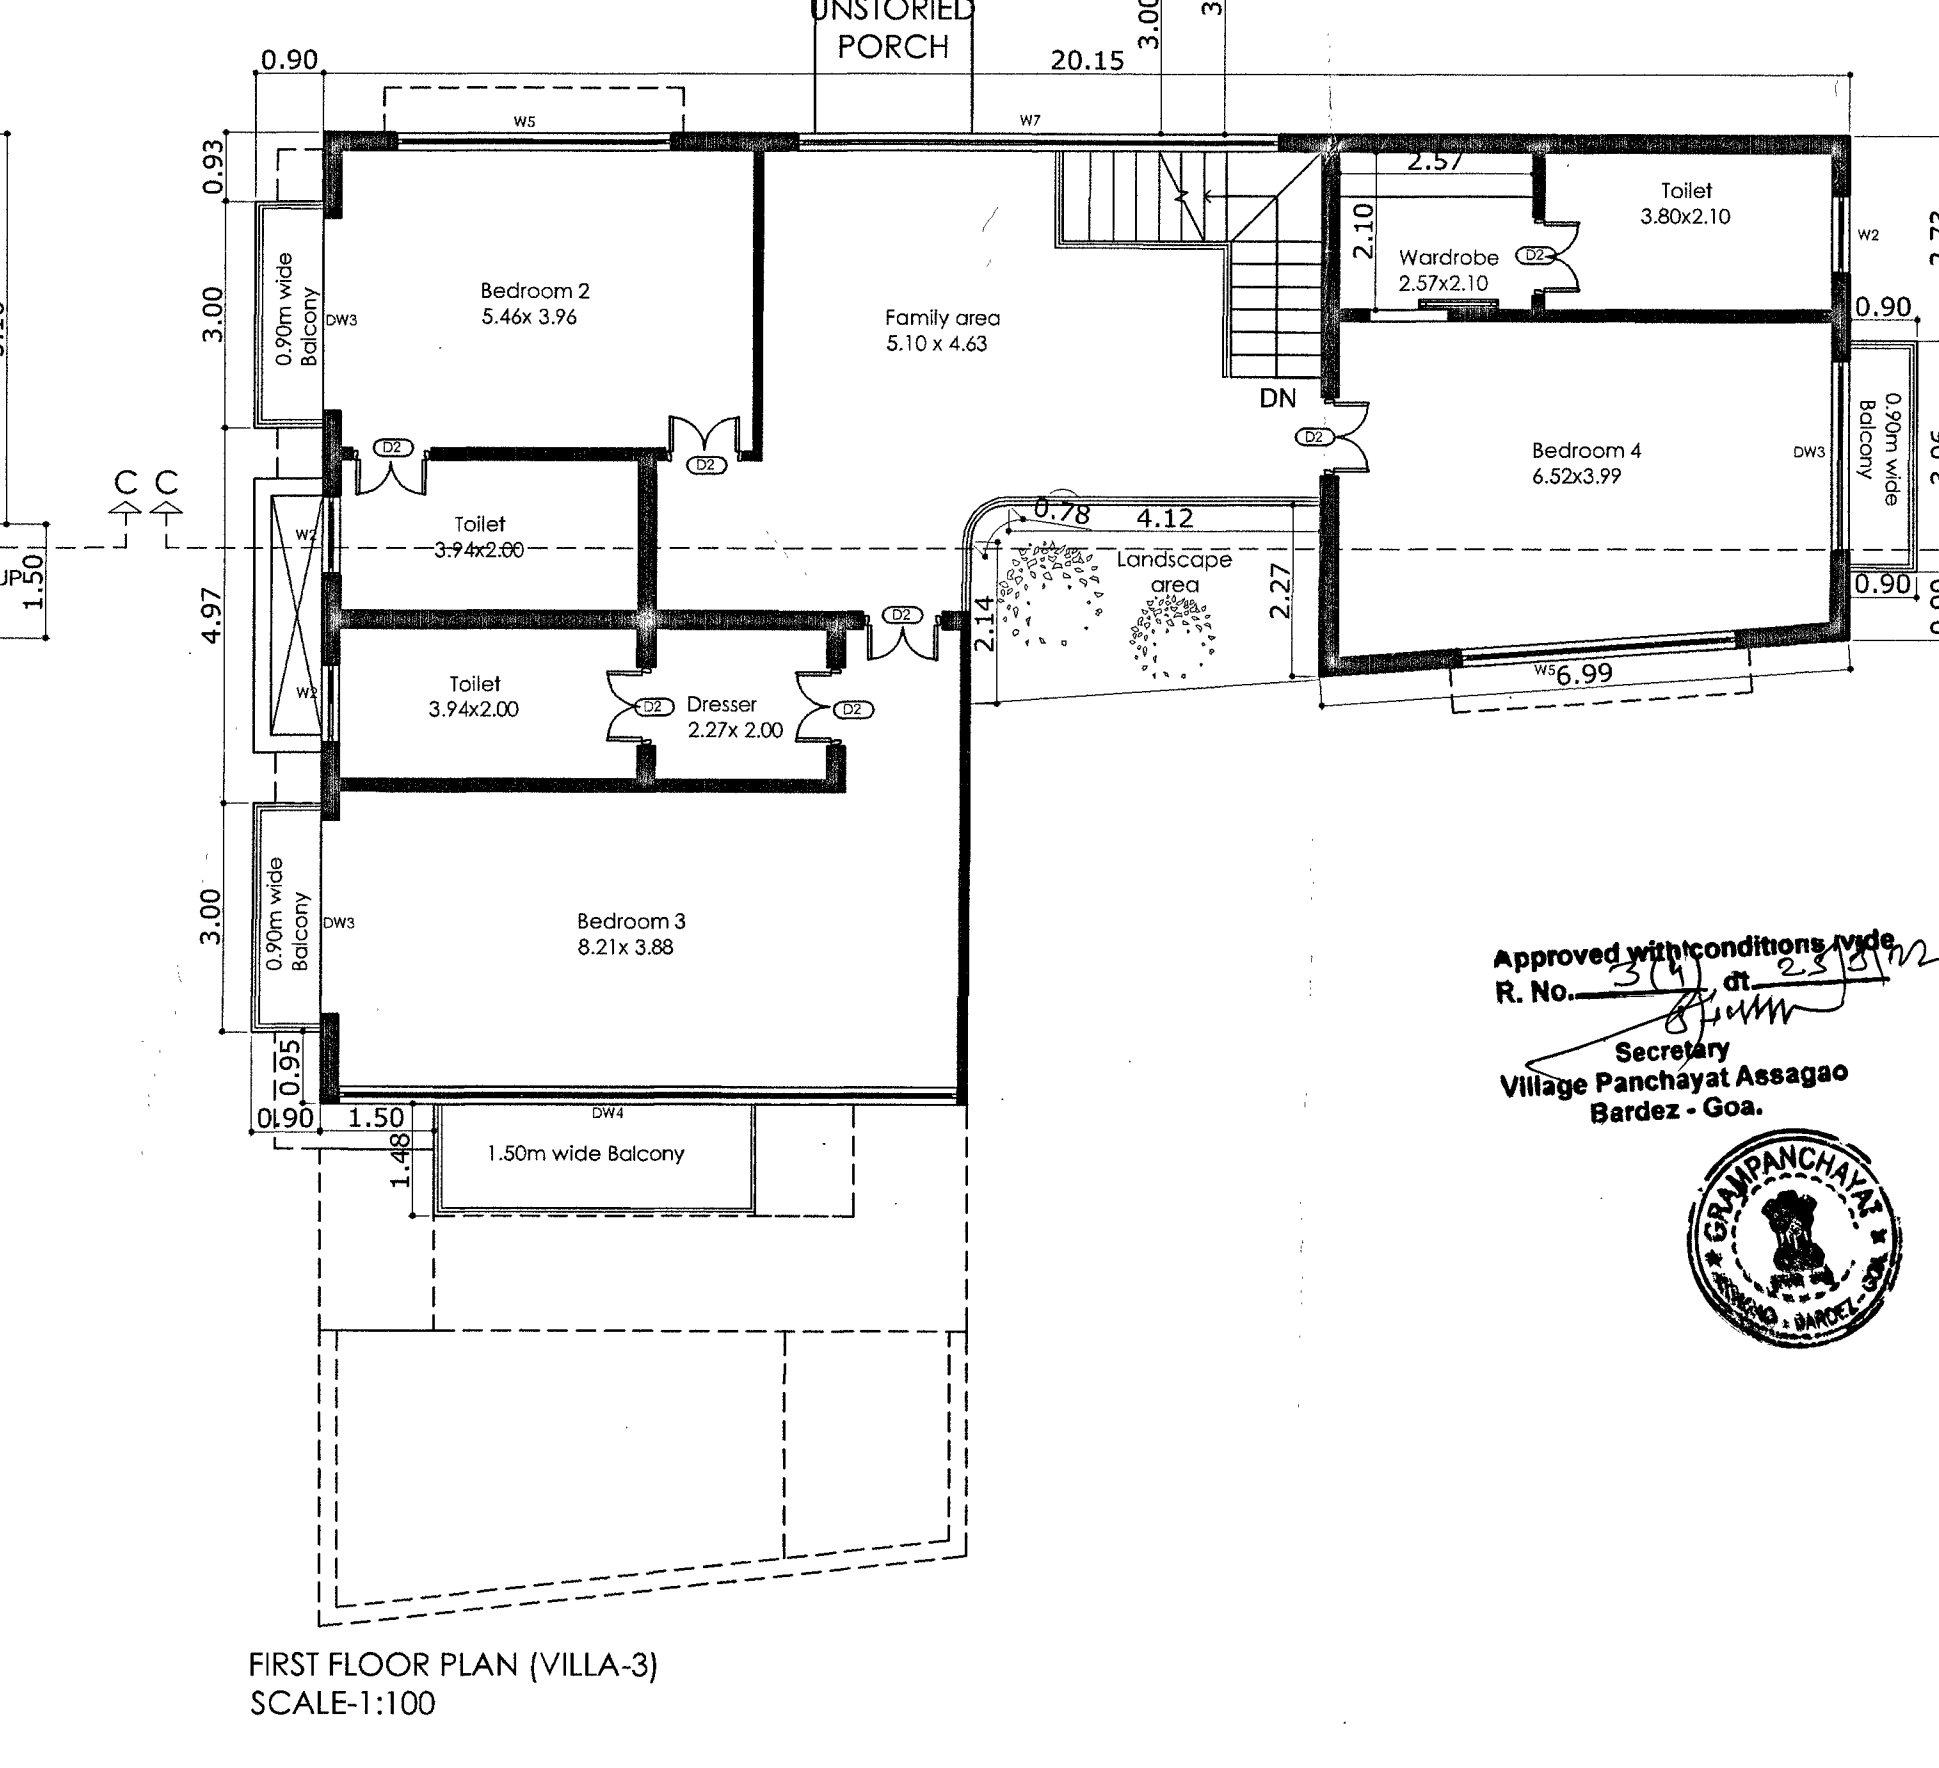 UNSTORIED
PORCH
3.00
0.90
20.15
W5
W7
0.93
2.57
Toilet
3.80x2.10
2.10
W2
D2
Wardrobe
2.57x2.10
0.90m wide
Balcony
3.00
DW3
Bedroom 2
5.46x 3.96
Family area
5.10 x 4.63
0.90
DN
D2
D2
D2
Bedroom 4
6.52x3.99
DW3
0.90m wide
Balcony
C C
0.78
4.12
W2
Toilet
3.94x2.00
Landscape
area
UP
1.50
2.27
0.90
4.97
2.14
D2
W5
6.99
W2
Toilet
3.94x2.00
D2
Dresser
2.27x 2.00
D2
0.90m wide
Balcony
3.00
DW3
Bedroom 3
8.21x 3.88
Approved with conditions vide
R. No. 3(4) dt
Secretary
Village Panchayat Assagao
Bardez - Goa.
0.95
0.90
1.50
DW4
1.48
1.50m wide Balcony
GRAMPANCHAYAT
BARDEZ - GOA
FIRST FLOOR PLAN (VILLA-3)
SCALE-1:100